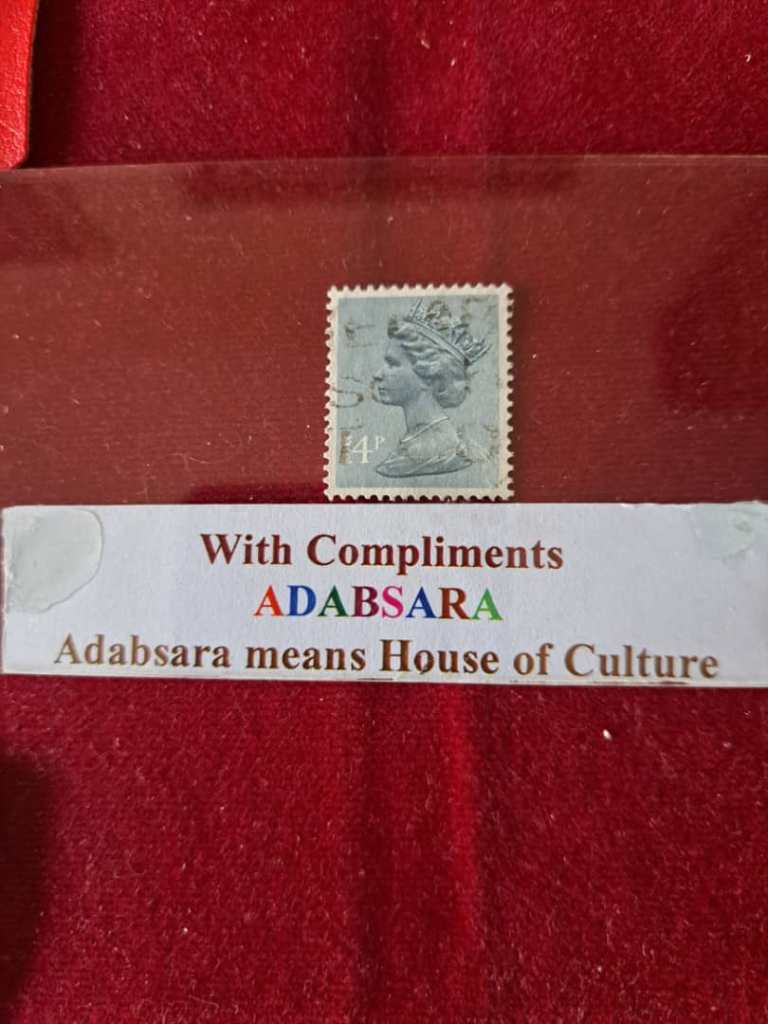 14P
With Compliments
ADABSARA
Adabsara means House of Culture